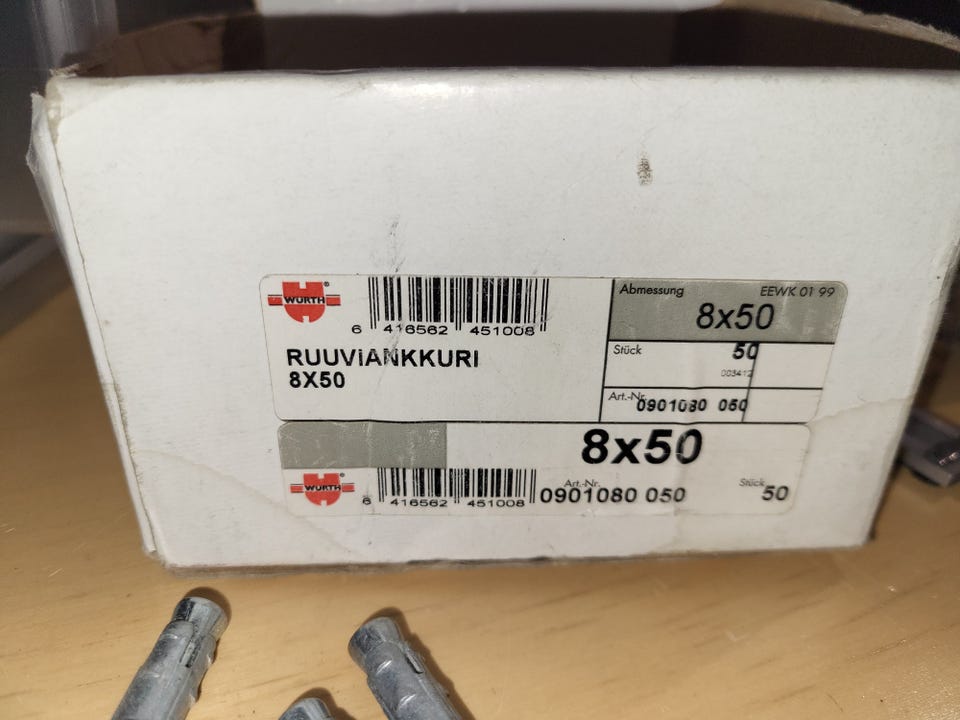 WÜRTH
6 416562 451008
RUUVIANKKURI
8X50
Abmessung EEWK 01 99
8x50
Stück 50
003412
Art.-Nr.
0901080 050
8x50
WÜRTH
6 416562 451008
Art.-Nr.
0901080 050
Stück
50